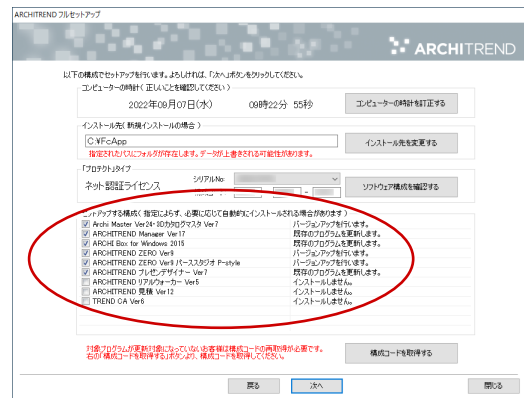 ARCHITREND フルセットアップ
ARCHITREND
以下の構成でセットアップを行います。よろしければ、「次へ」ボタンをクリックしてください。
コンピューターの時計( 正しいことを確認してください )
2022年09月07日(水) 09時22分 55秒 コンピューターの時計を訂正する
インストール先( 新規インストールの場合 )
C:¥FcApp インストール先を変更する
指定されたパスにフォルダが存在します。データが上書きされる可能性があります。
「プロテクト」タイプ
ネット認証ライセンス シリアルNo ソフトウェア構成を確認する
セットアップする構成( 指定によらず、必要に応じて自動的にインストールされる場合があります )
Archi Master Ver24・3Dカタログマスタ Ver7 バージョンアップを行います。
ARCHITREND Manager Ver17 既存のプログラムを更新します。
ARCHI Box for Windows 2015 既存のプログラムを更新します。
ARCHITREND ZERO Ver9 バージョンアップを行います。
ARCHITREND ZERO Ver9 パーススタジオ P-style バージョンアップを行います。
ARCHITREND プレゼンデザイナー Ver7 既存のプログラムを更新します。
ARCHITREND リアルウォーカー Ver5 インストールしません。
ARCHITREND 見積 Ver12 インストールしません。
TREND CA Ver6 インストールしません。
対象プログラムが更新対象になっていないお客様は構成コードの再取得が必要です。
右の「構成コードを取得する」ボタンより、構成コードを取得してください。 構成コードを取得する
戻る 次へ 閉じる